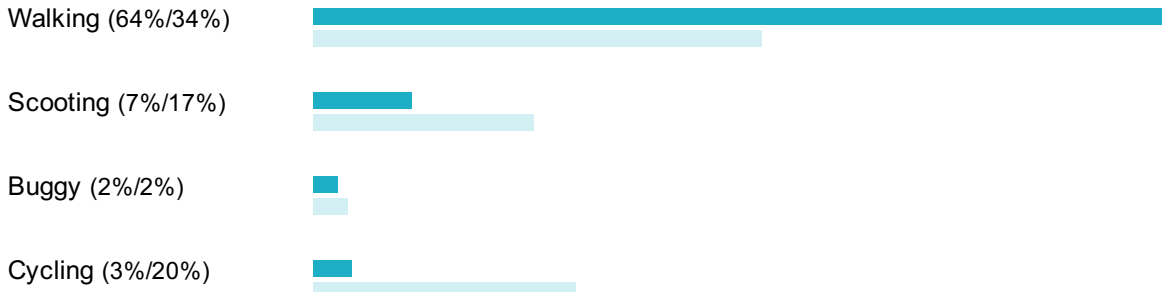 Walking (64%/34%)
Scooting (7%/17%)
Buggy (2%/2%)
Cycling (3%/20%)